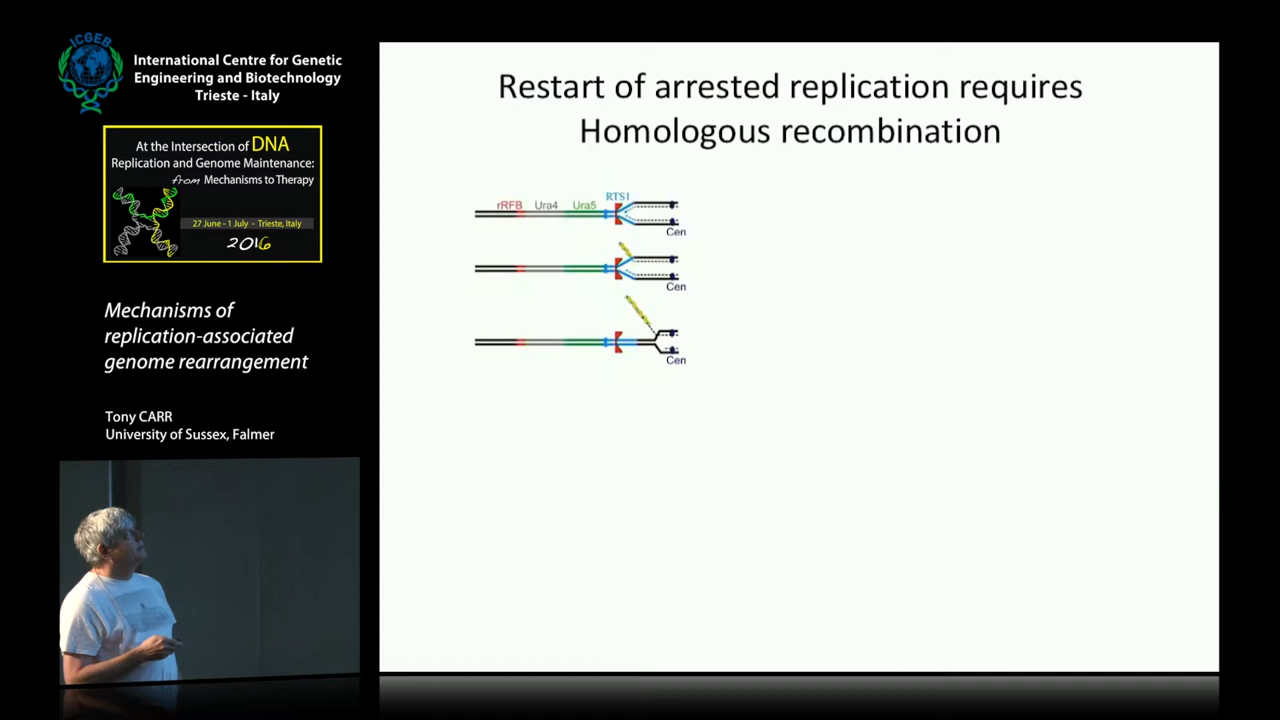 ICGEB
International Centre for Genetic
Engineering and Biotechnology
Trieste - Italy
At the Intersection of DNA
Replication and Genome Maintenance:
from Mechanisms to Therapy
27 June - 1 July - Trieste, Italy
2016
Mechanisms of
replication-associated
genome rearrangement
Tony CARR
University of Sussex, Falmer
Restart of arrested replication requires
Homologous recombination
rRFB Ura4 Ura5 RTS1
Cen
Cen
Cen